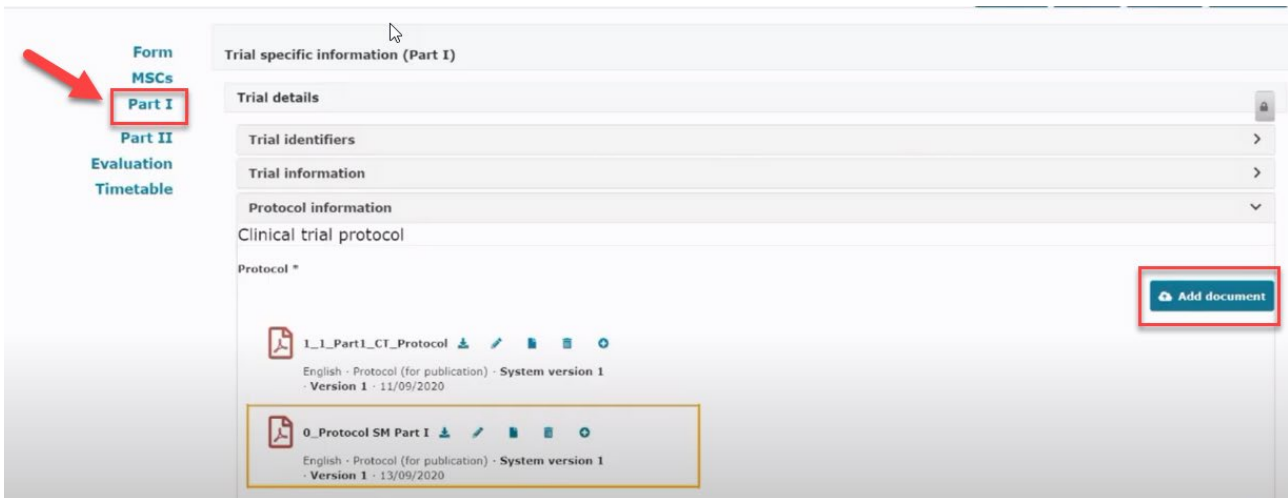 Form
MSCs
Part I
Part II
Evaluation
Timetable
Trial specific information (Part I)
Trial details
Trial identifiers
Trial information
Protocol information
Clinical trial protocol
Protocol *
Add document
1_1_Part1_CT_Protocol
English · Protocol (for publication) · System version 1
· Version 1 · 11/09/2020
0_Protocol SM Part I
English · Protocol (for publication) · System version 1
· Version 1 · 13/09/2020